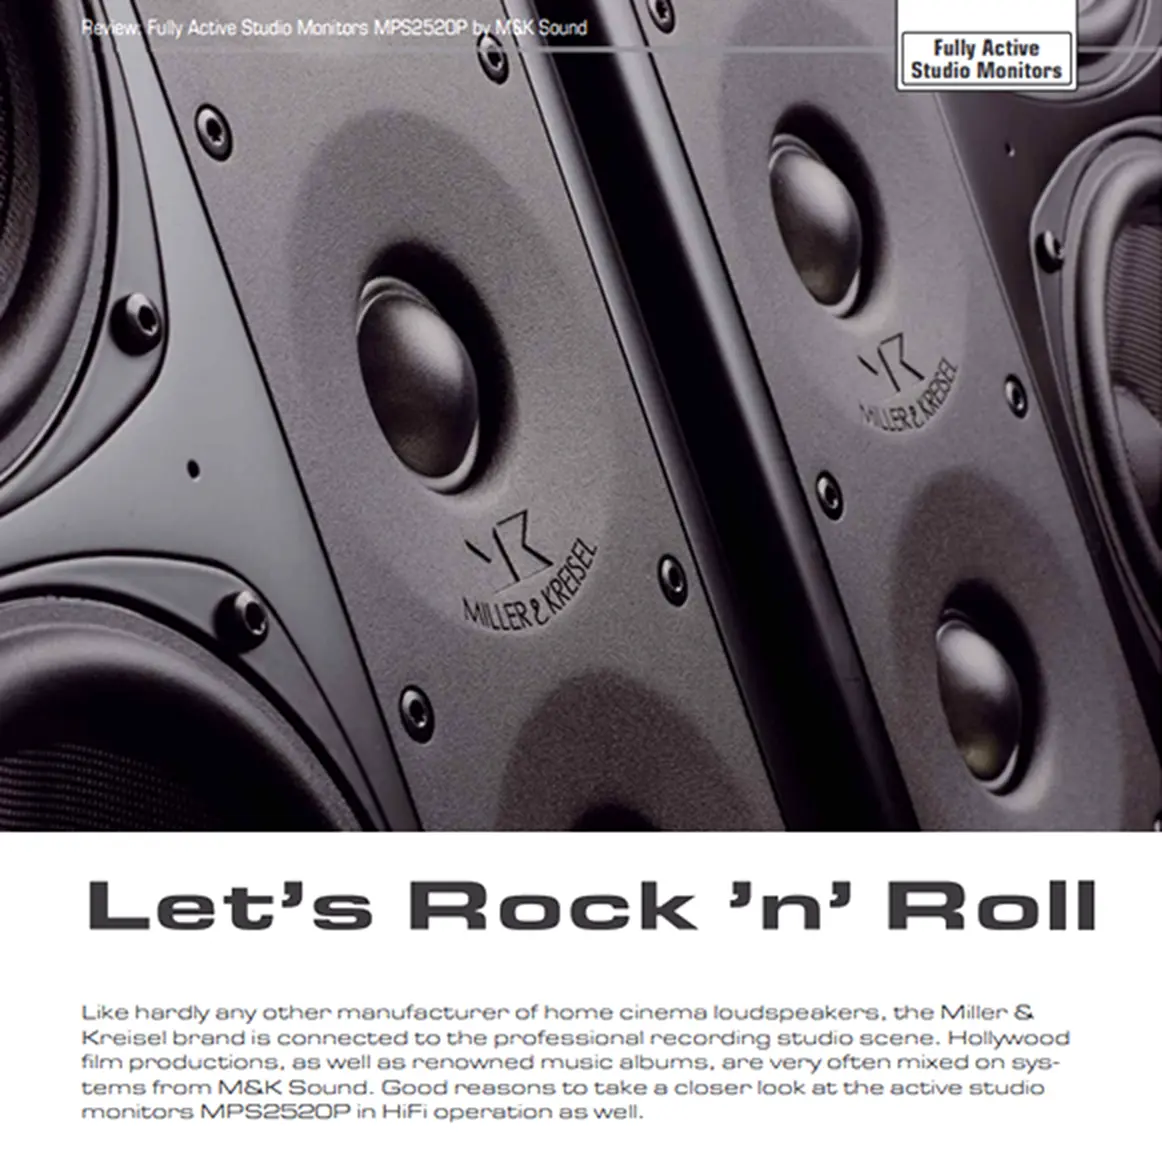 Review: Fully Active Studio Monitors MPS2520P by M&K Sound
Fully Active
Studio Monitors
MILLER & KREISEL
MILLER & KREISEL
Let's Rock 'n' Roll
Like hardly any other manufacturer of home cinema loudspeakers, the Miller &
Kreisel brand is connected to the professional recording studio scene. Hollywood
film productions, as well as renowned music albums, are very often mixed on sys-
tems from M&K Sound. Good reasons to take a closer look at the active studio
monitors MPS2520P in HiFi operation as well.